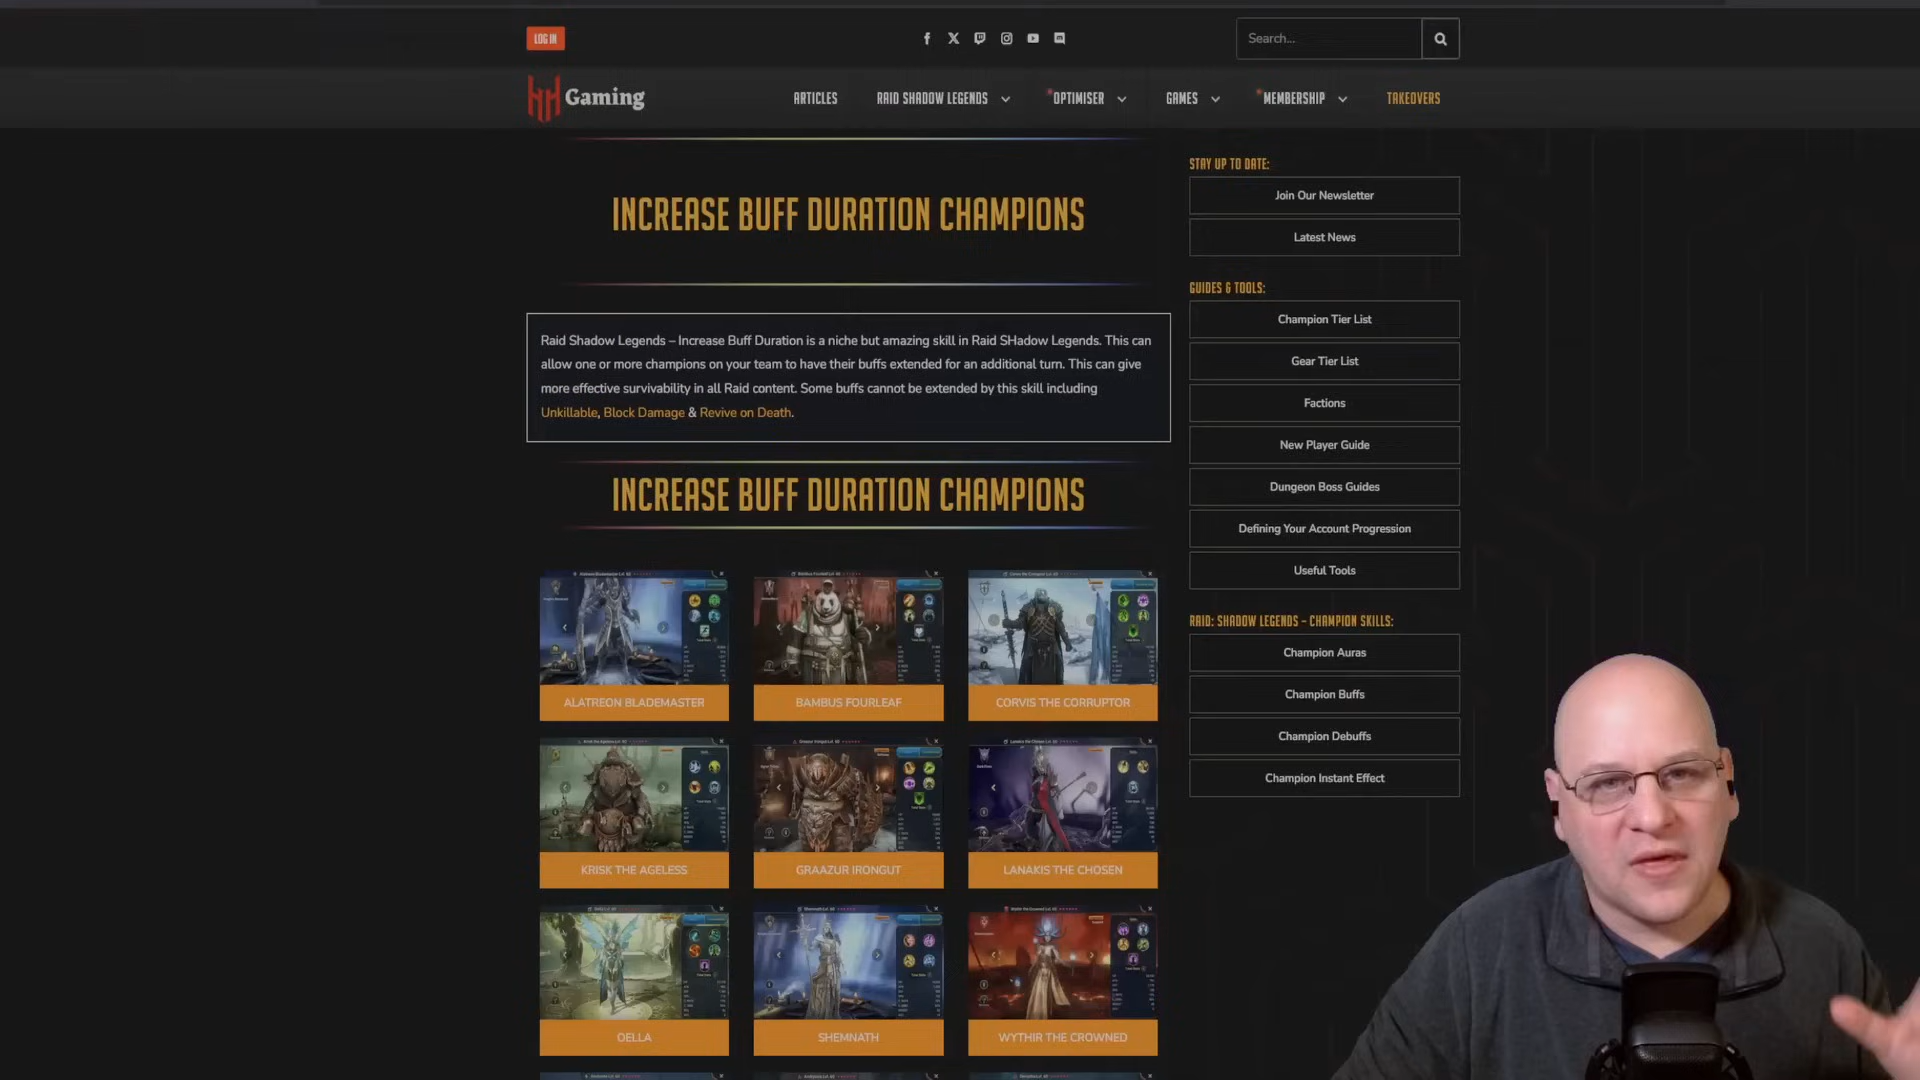 LOG IN
Search...
Gaming
ARTICLES
RAID SHADOW LEGENDS
OPTIMISER
GAMES
MEMBERSHIP
TAKEOVERS
INCREASE BUFF DURATION CHAMPIONS
Raid Shadow Legends – Increase Buff Duration is a niche but amazing skill in Raid SHadow Legends. This can
allow one or more champions on your team to have their buffs extended for an additional turn. This can give
more effective survivability in all Raid content. Some buffs cannot be extended by this skill including
Unkillable, Block Damage & Revive on Death.
INCREASE BUFF DURATION CHAMPIONS
ALATREON BLADEMASTER
BAMBUS FOURLEAF
CORVIS THE CORRUPTOR
KRISK THE AGELESS
GRAAZUR IRONGUT
LANAKIS THE CHOSEN
OELLA
SHEMNATH
WYTHIR THE CROWNED
STAY UP TO DATE:
Join Our Newsletter
Latest News
GUIDES & TOOLS:
Champion Tier List
Gear Tier List
Factions
New Player Guide
Dungeon Boss Guides
Defining Your Account Progression
Useful Tools
RAID: SHADOW LEGENDS – CHAMPION SKILLS:
Champion Auras
Champion Buffs
Champion Debuffs
Champion Instant Effect